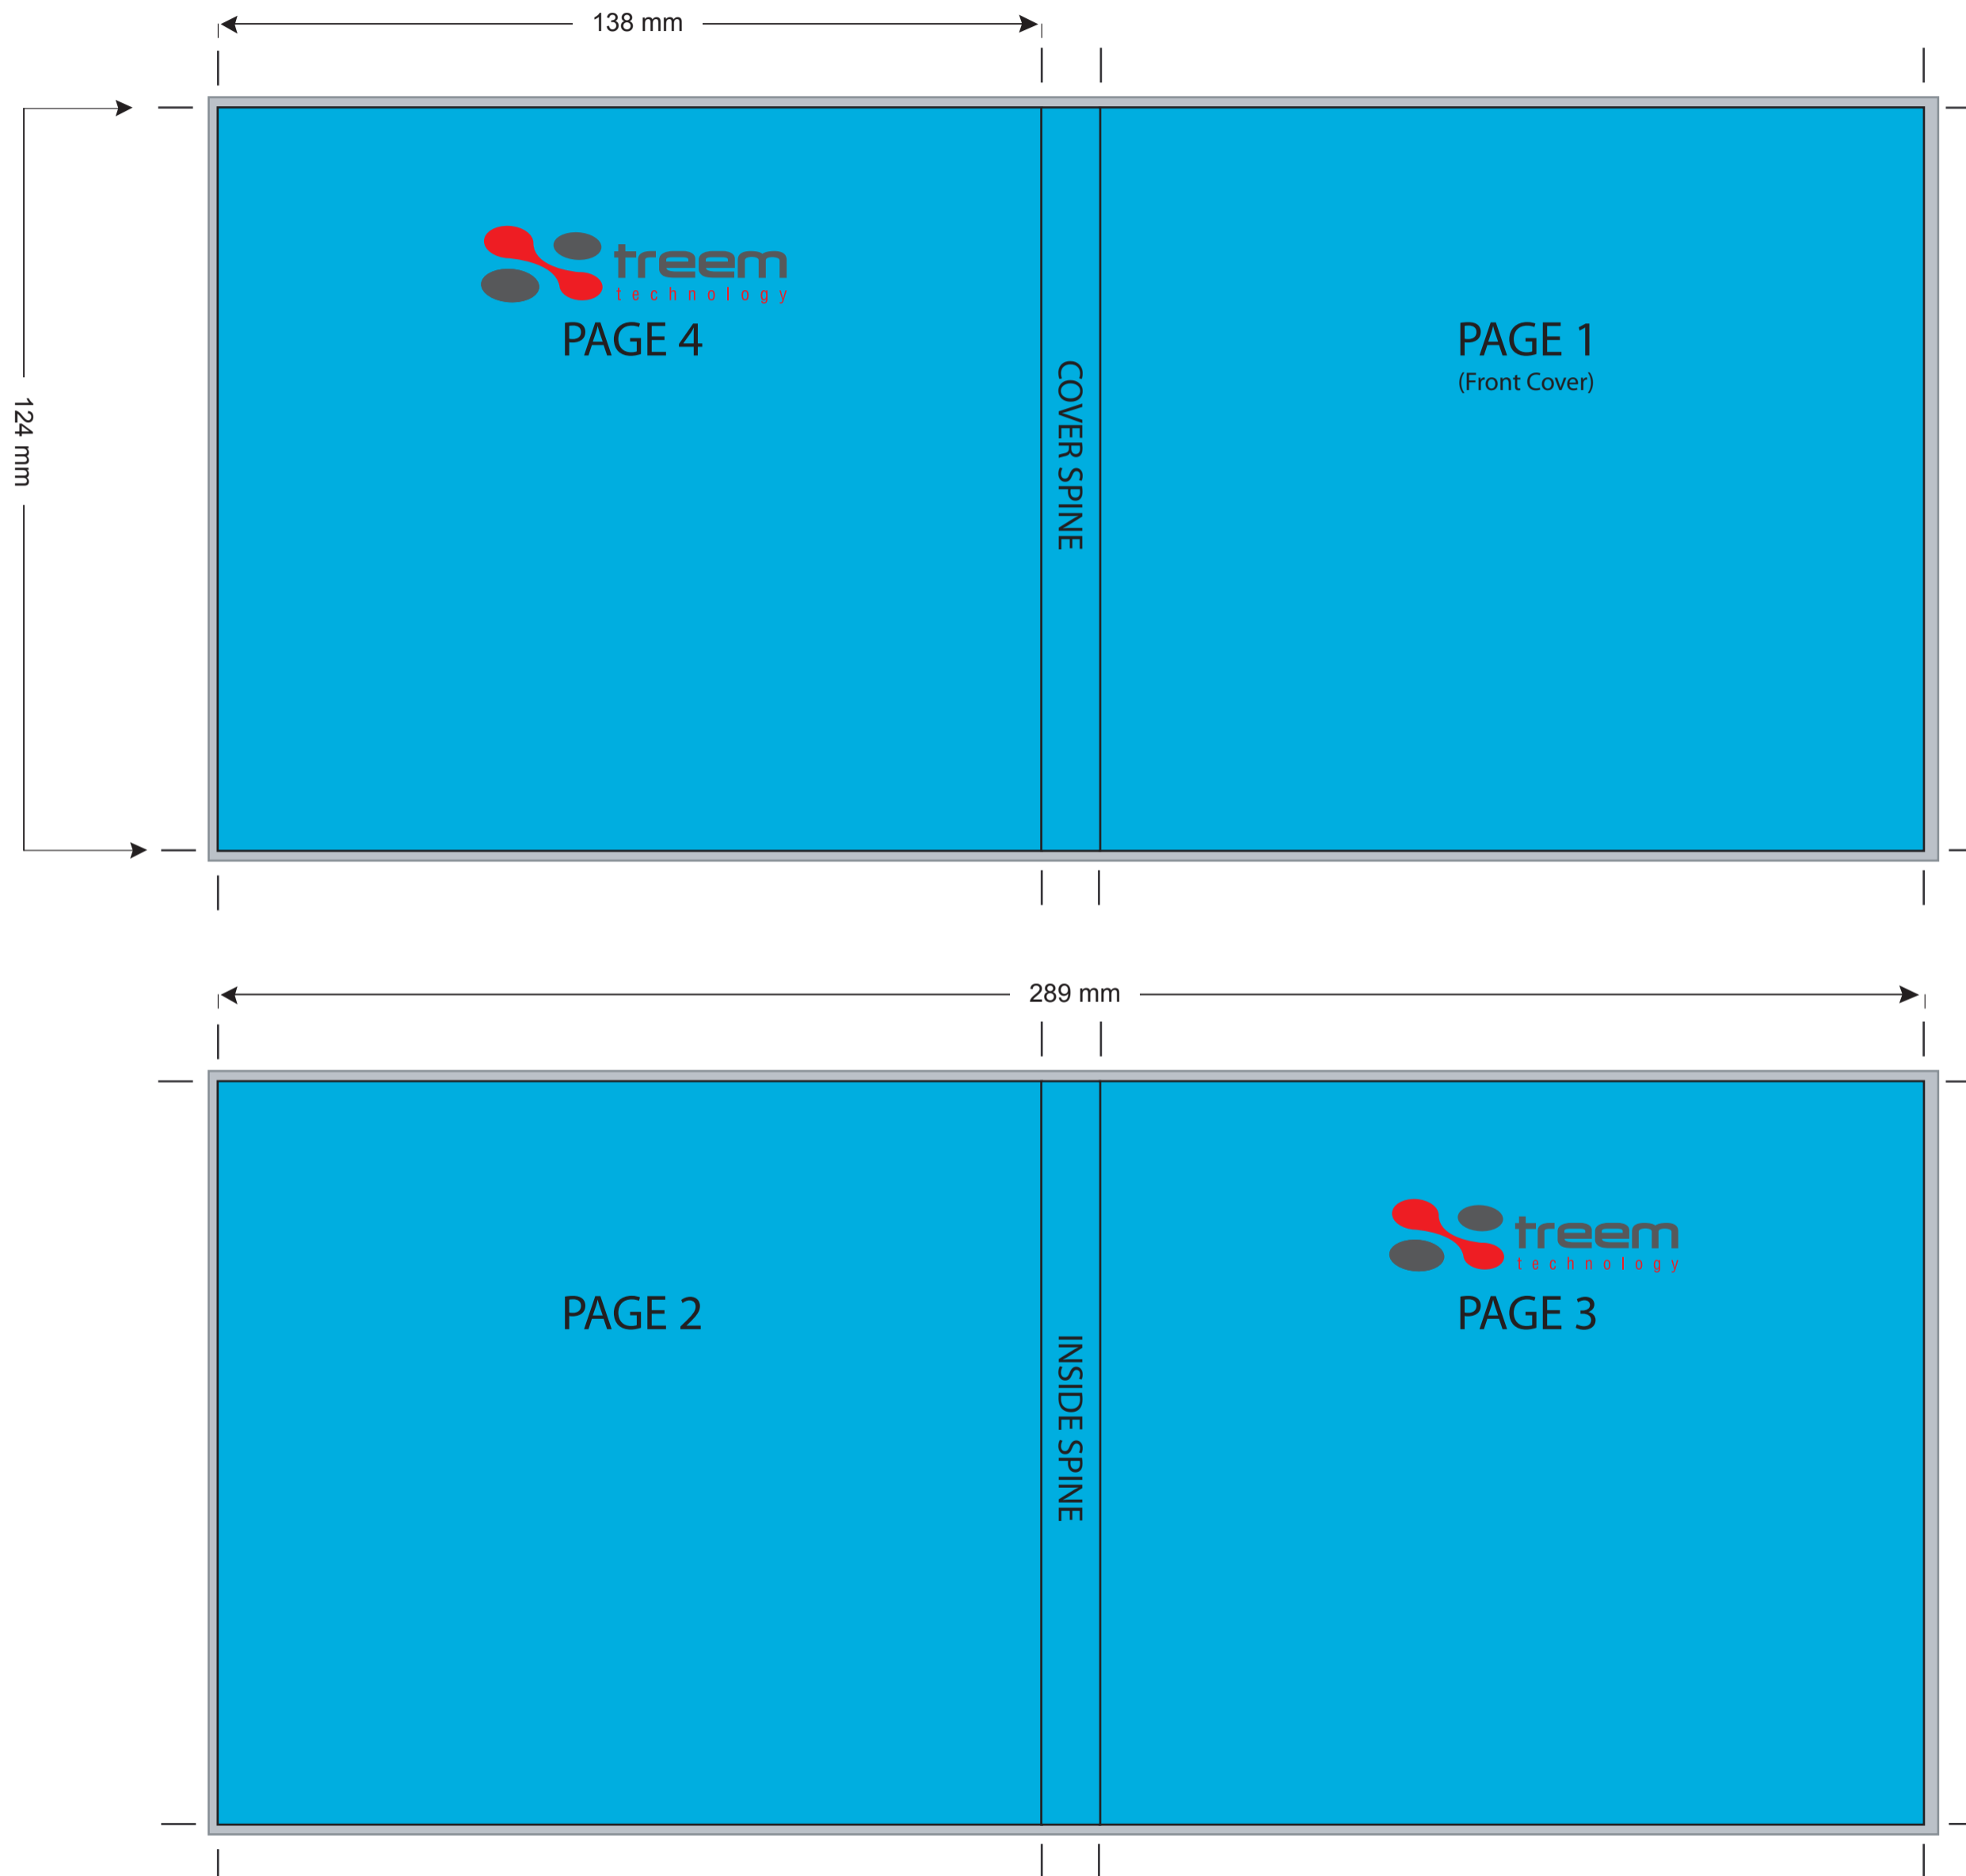 138 mm
124 mm
treem
technology
PAGE 4
COVER SPINE
PAGE 1
(Front Cover)
289 mm
treem
technology
PAGE 2
INSIDE SPINE
PAGE 3